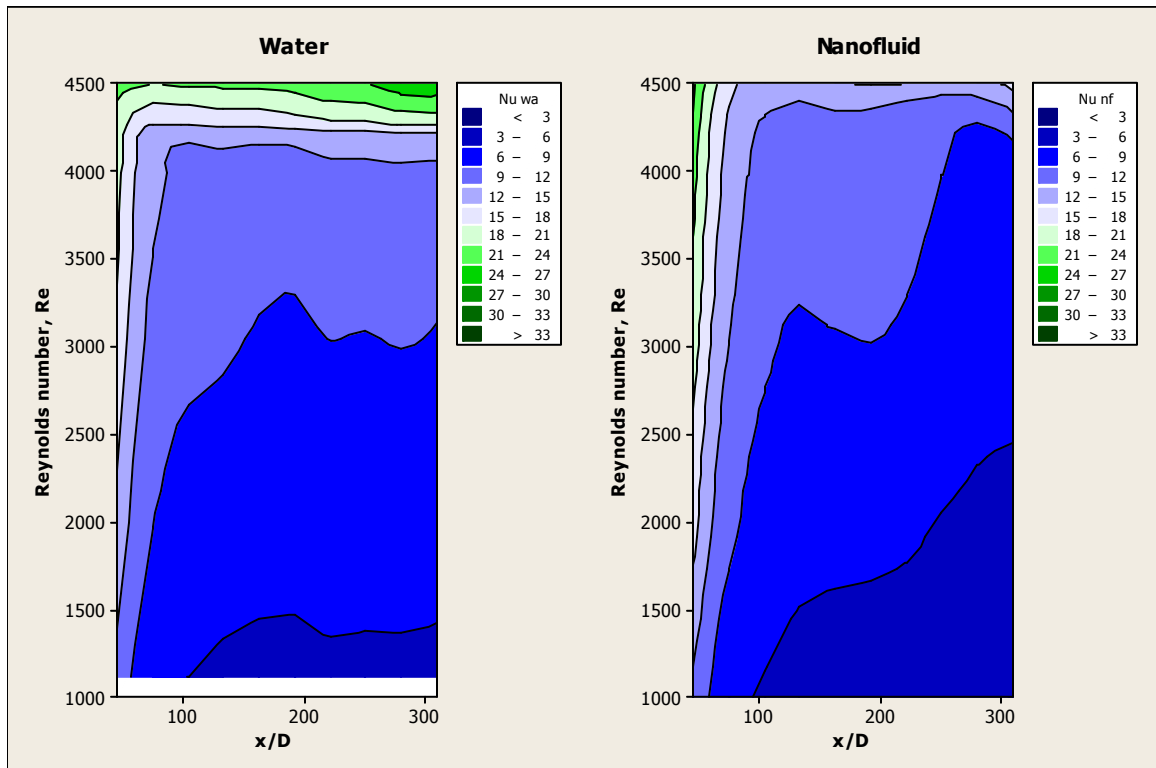 Water
Reynolds number, Re
4500
4000
3500
3000
2500
2000
1500
1000
100
200
300
x/D
Nu wa
< 3
3 – 6
6 – 9
9 – 12
12 – 15
15 – 18
18 – 21
21 – 24
24 – 27
27 – 30
30 – 33
> 33
Nanofluid
Reynolds number, Re
4500
4000
3500
3000
2500
2000
1500
1000
100
200
300
x/D
Nu nf
< 3
3 – 6
6 – 9
9 – 12
12 – 15
15 – 18
18 – 21
21 – 24
24 – 27
27 – 30
30 – 33
> 33